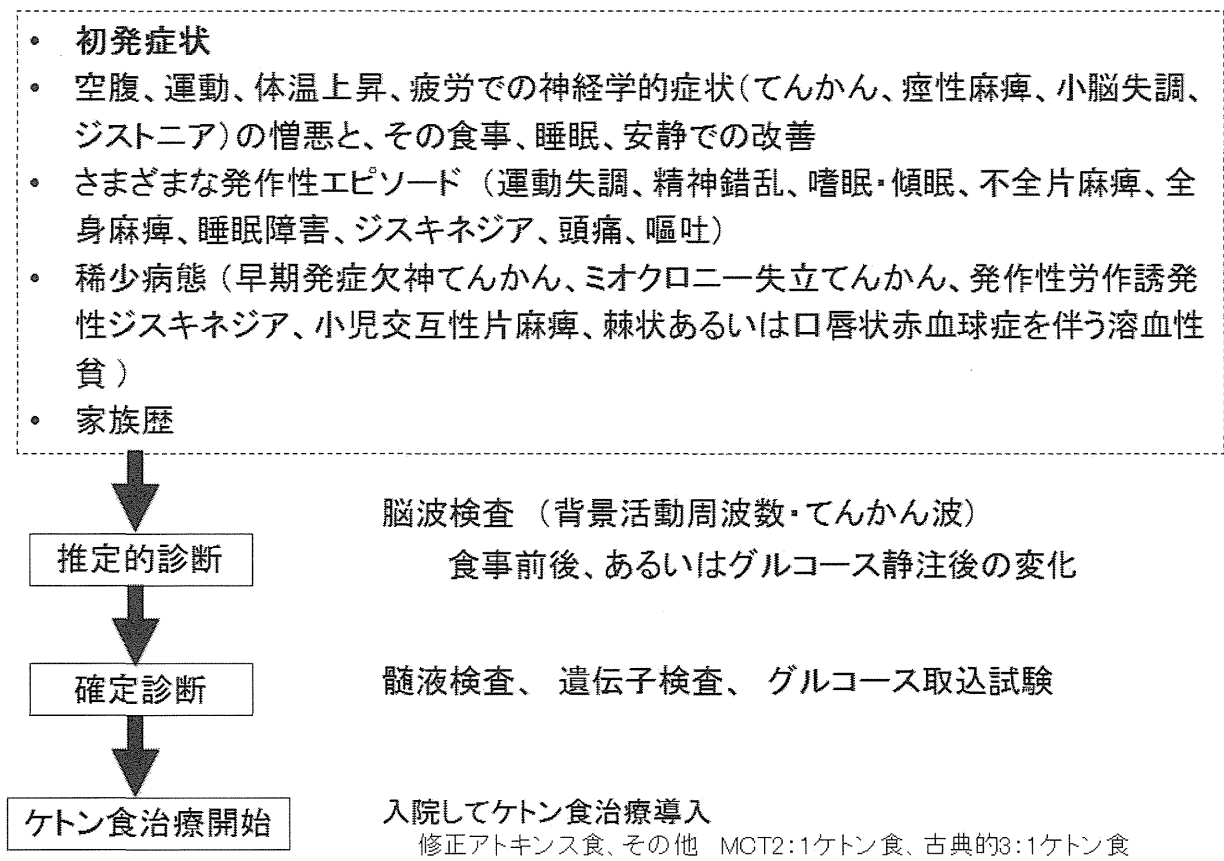 • 初発症状
• 空腹、運動、体温上昇、疲労での神経学的症状(てんかん、痙性麻痺、小脳失調、
ジストニア)の憎悪と、その食事、睡眠、安静での改善
• さまざまな発作性エピソード (運動失調、精神錯乱、嗜眠・傾眠、不全片麻痺、全
身麻痺、睡眠障害、ジスキネジア、頭痛、嘔吐)
• 稀少病態 (早期発症欠神てんかん、ミオクロニー失立てんかん、発作性労作誘発
性ジスキネジア、小児交互性片麻痺、棘状あるいは口唇状赤血球症を伴う溶血性
貧 )
• 家族歴
脳波検査 (背景活動周波数・てんかん波)
推定的診断
食事前後、あるいはグルコース静注後の変化
確定診断
髄液検査、 遺伝子検査、 グルコース取込試験
ケトン食治療開始
入院してケトン食治療導入
修正アトキンス食、その他 MCT2:1ケトン食、古典的3:1ケトン食